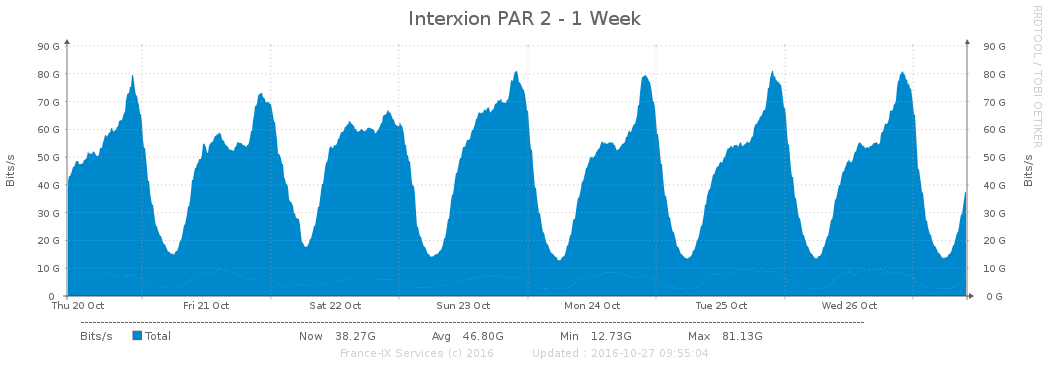 Interxion PAR 2 - 1 Week
RRDTOOL / TOBI OETIKER
Bits/s
90 G 90 G
80 G 80 G
70 G 70 G
60 G 60 G
50 G 50 G
40 G 40 G
30 G 30 G
20 G 20 G
10 G 10 G
0 0 G
Bits/s
Thu 20 Oct Fri 21 Oct Sat 22 Oct Sun 23 Oct Mon 24 Oct Tue 25 Oct Wed 26 Oct
Bits/s Total Now 38.27G Avg 46.80G Min 12.73G Max 81.13G
France-IX Services (c) 2016 Updated : 2016-10-27 09:55:04